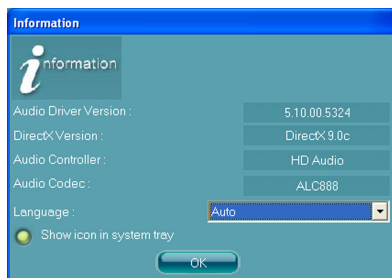 Information
information
Audio Driver Version : 5.10.00.5324
DirectX Version : DirectX 9.0c
Audio Controller : HD Audio
Audio Codec : ALC888
Language : Auto
Show icon in system tray
OK